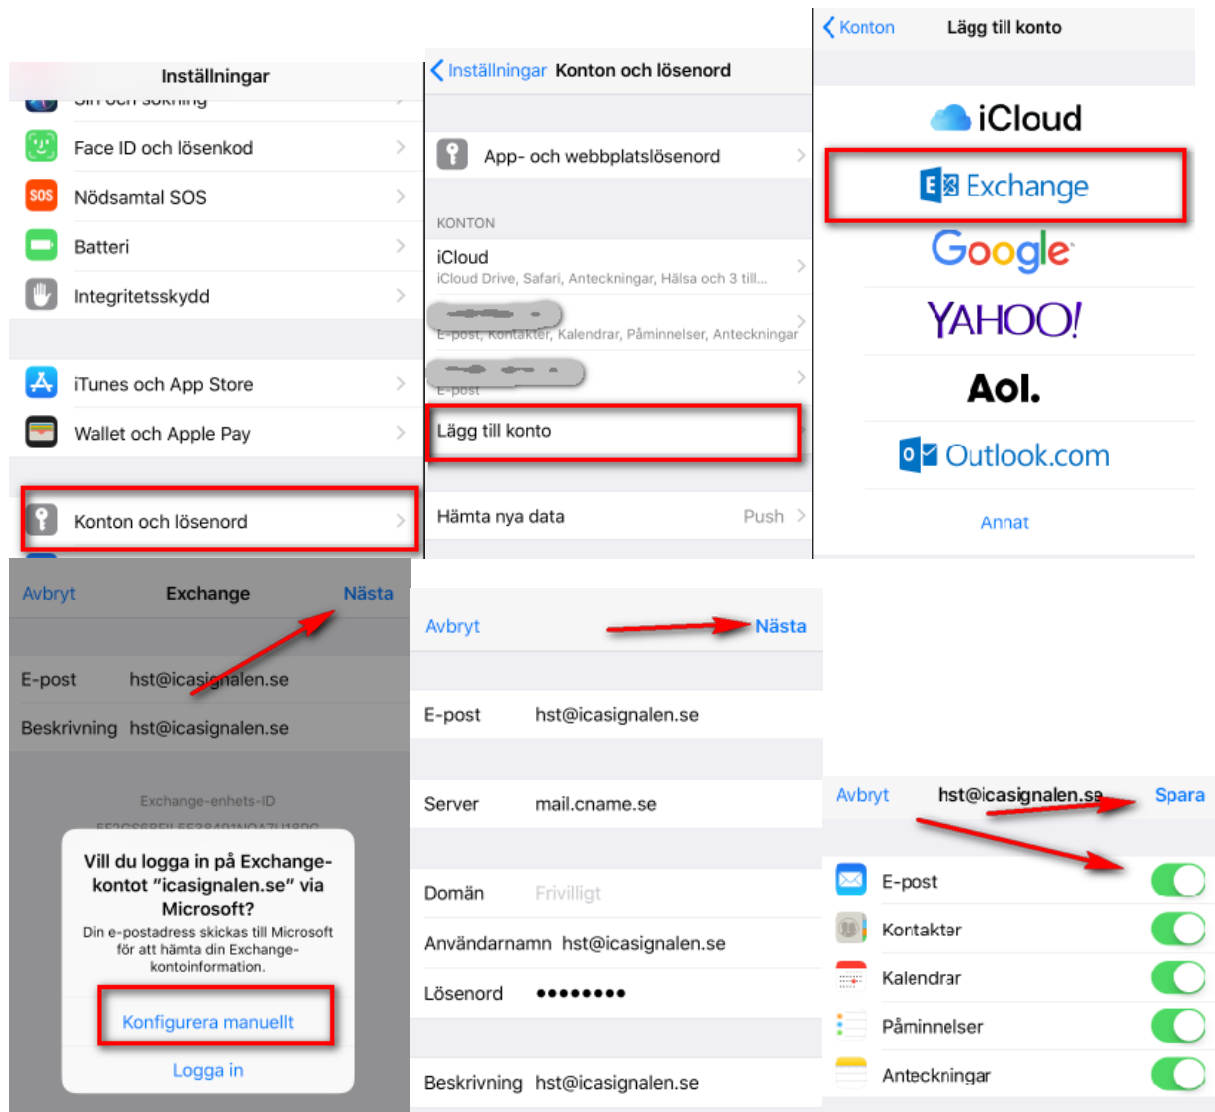 Inställningar
Siri och sökning
Face ID och lösenkod
SOS Nödsamtal SOS
Batteri
Integritetsskydd
iTunes och App Store
Wallet och Apple Pay
Konton och lösenord
Inställningar Konton och lösenord
App- och webbplatslösenord
KONTON
iCloud
iCloud Drive, Safari, Anteckningar, Hälsa och 3 till...
E-post, Kontakter, Kalendrar, Påminnelser, Anteckningar
E-post
Lägg till konto
Hämta nya data Push
Konton Lägg till konto
iCloud
E Exchange
Google
YAHOO!
Aol.
o Outlook.com
Annat
Avbryt Exchange Nästa
E-post hst@icasignalen.se
Beskrivning hst@icasignalen.se
Exchange-enhets-ID
Vill du logga in på Exchange-
kontot "icasignalen.se" via
Microsoft?
Din e-postadress skickas till Microsoft
för att hämta din Exchange-
kontoinformation.
Konfigurera manuellt
Logga in
Avbryt Nästa
E-post hst@icasignalen.se
Server mail.cname.se
Domän Frivilligt
Användarnamn hst@icasignalen.se
Lösenord ●●●●●●●●
Beskrivning hst@icasignalen.se
Avbryt hst@icasignalen.se Spara
E-post
Kontakter
Kalendrar
Påminnelser
Anteckningar